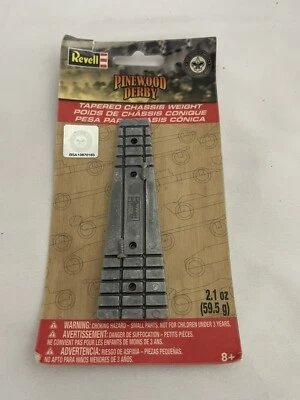 Revell
PINEWOOD
DERBY
TAPERED CHASSIS WEIGHT
POIDS DE CHÂSSIS CONIQUE
PESA PARA CHASIS CÓNICA
Revell
2.1 oz
(59.5 g)
WARNING: CHOKING HAZARD - SMALL PARTS. NOT FOR CHILDREN UNDER 3 YEARS.
AVERTISSEMENT: DANGER DE SUFFOCATION - PETITS PIÈCES.
NE CONVIENT PAS POUR ENFANTS DE MOINS DE 3 ANS.
ADVERTENCIA: RIESGO DE ASFIXIA - PIEZAS PEQUEÑAS.
NO APTO PARA NINOS MENORES DE 3 AÑOS.
8+